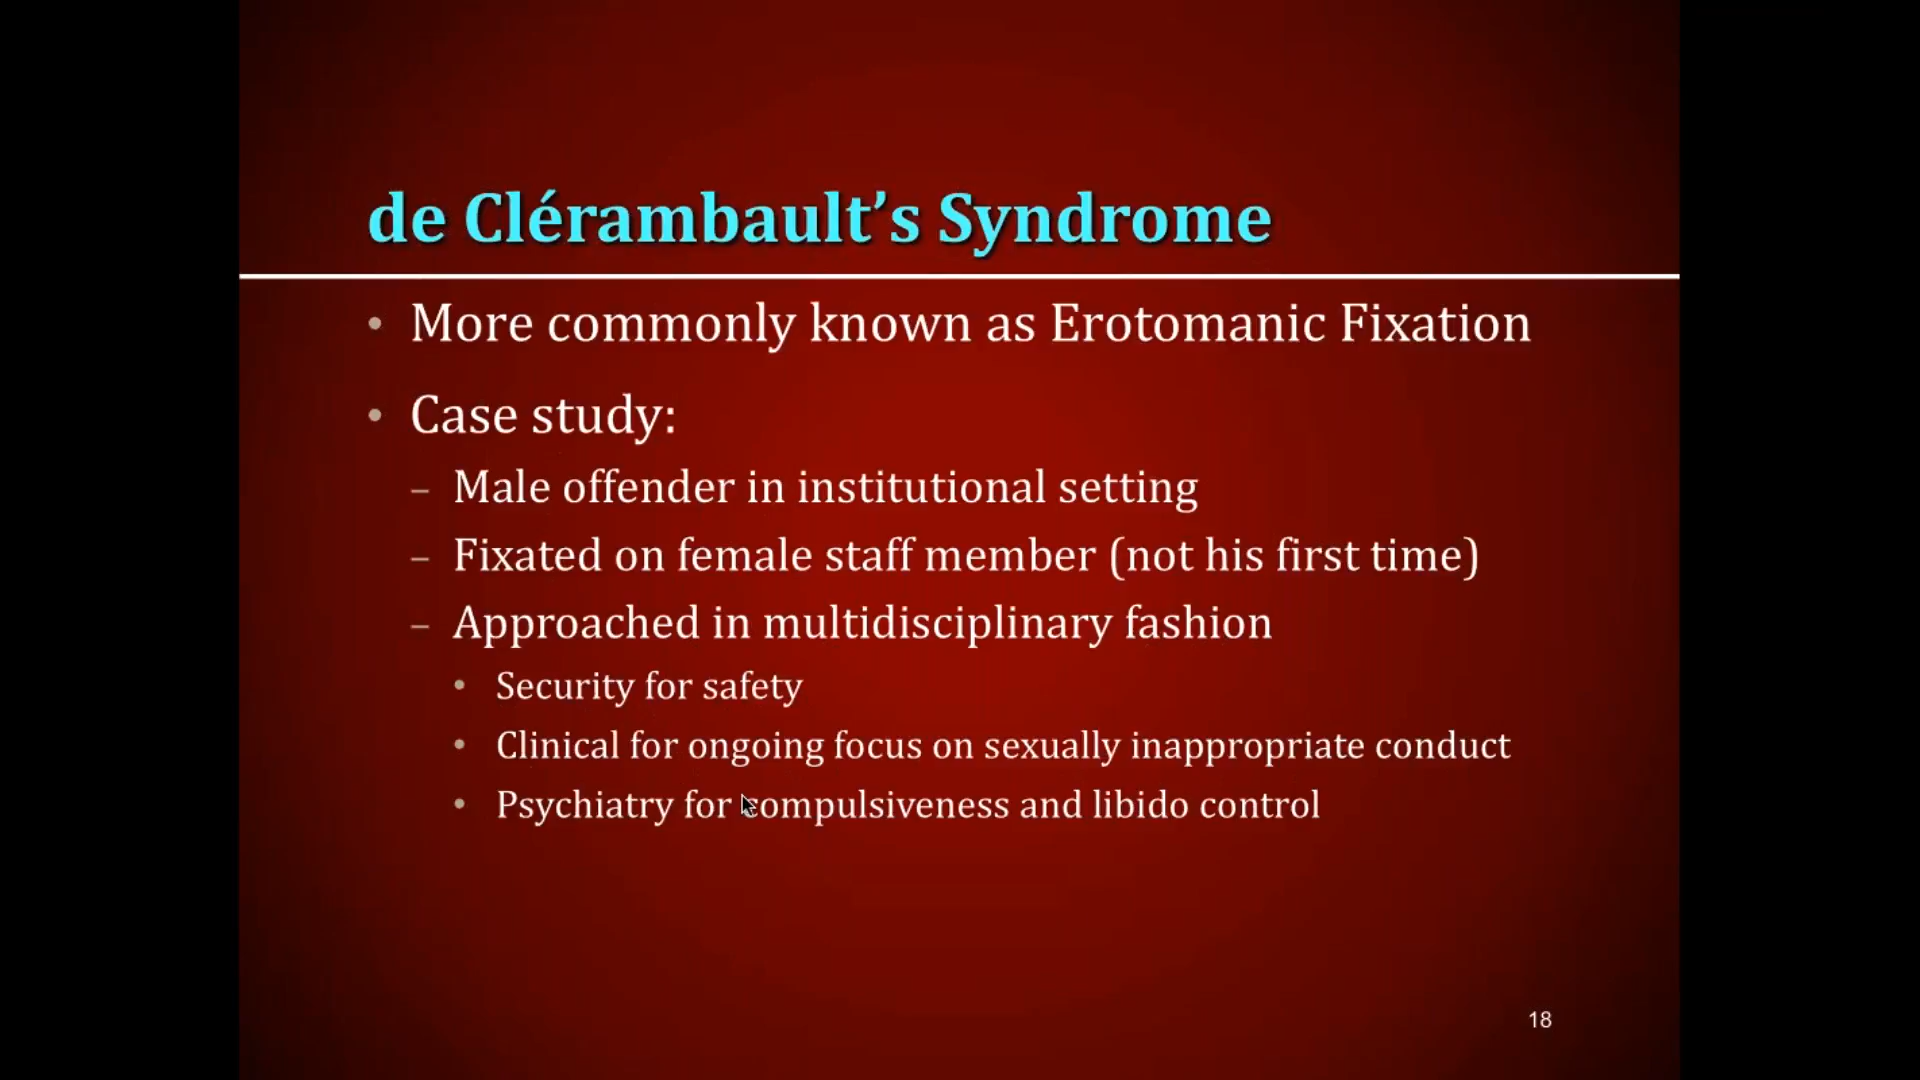 de Clérambault’s Syndrome
• More commonly known as Erotomanic Fixation
• Case study:
– Male offender in institutional setting
– Fixated on female staff member (not his first time)
– Approached in multidisciplinary fashion
• Security for safety
• Clinical for ongoing focus on sexually inappropriate conduct
• Psychiatry for compulsiveness and libido control
18